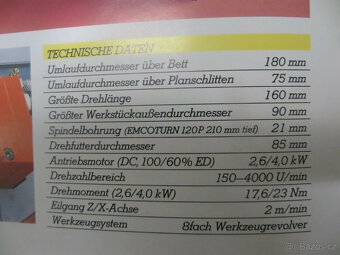 TECHNISCHE DATEN
Umlaufdurchmesser über Bett 180 mm
Umlaufdurchmesser über Planschlitten 75 mm
Größte Drehlänge 160 mm
Größter Werkstückaußendurchmesser 90 mm
Spindelbohrung (EMCOTURN 120P 210 mm tief) 21 mm
Drehfutterdurchmesser 85 mm
Antriebsmotor (DC, 100/60% ED) 2,6/4,0 kW
Drehzahlbereich 150–4000 U/min
Drehmoment (2,6/4,0 kW) 17,6/23 Nm
Eilgang Z/X-Achse 2 m/min
Werkzeugsystem 8fach Werkzeugrevolver
Bazoš.cz